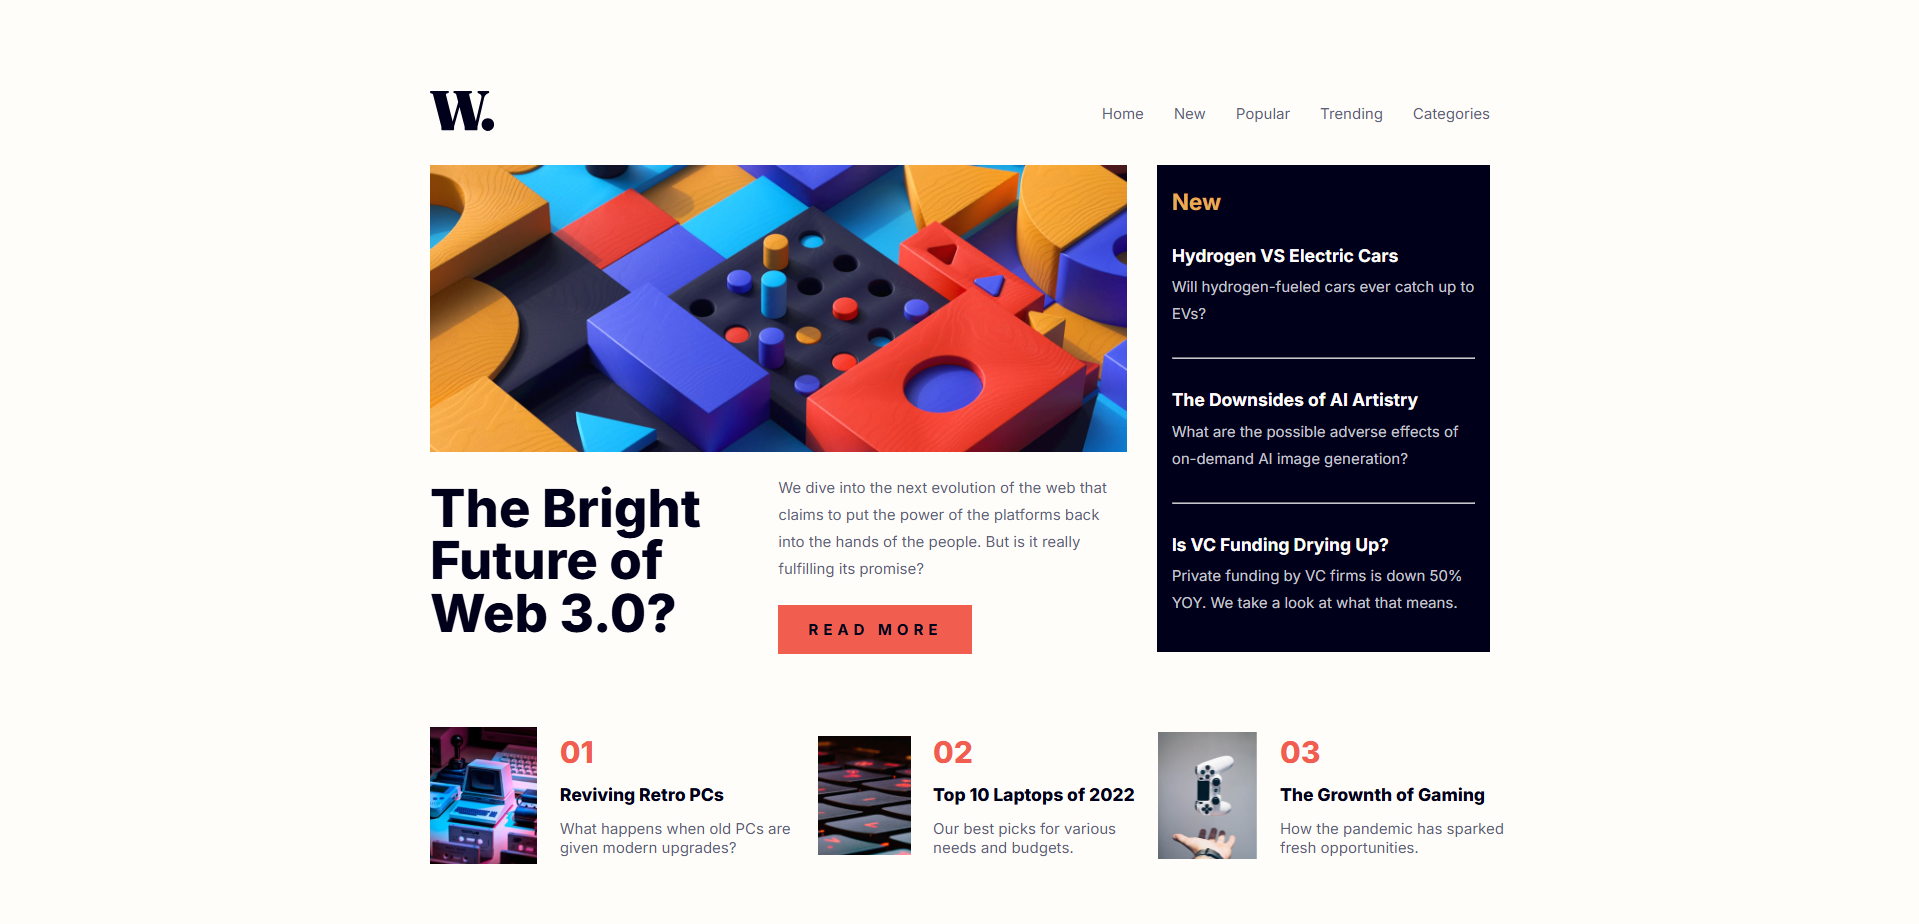 W.
Home New Popular Trending Categories
The Bright
Future of
Web 3.0?
We dive into the next evolution of the web that
claims to put the power of the platforms back
into the hands of the people. But is it really
fulfilling its promise?
READ MORE
New
Hydrogen VS Electric Cars
Will hydrogen-fueled cars ever catch up to
EVs?
The Downsides of AI Artistry
What are the possible adverse effects of
on-demand AI image generation?
Is VC Funding Drying Up?
Private funding by VC firms is down 50%
YOY. We take a look at what that means.
01
Reviving Retro PCs
What happens when old PCs are
given modern upgrades?
02
Top 10 Laptops of 2022
Our best picks for various
needs and budgets.
03
The Grownth of Gaming
How the pandemic has sparked
fresh opportunities.